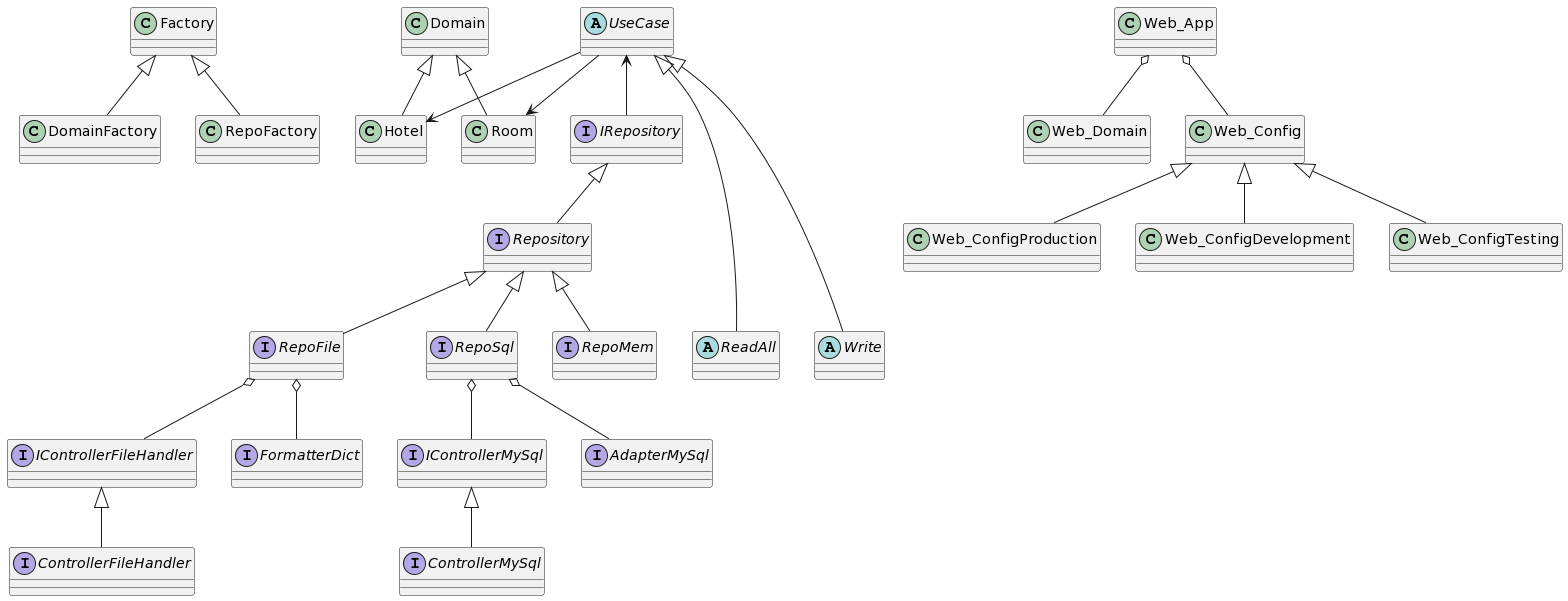 C Factory
C Domain
A UseCase
C Web_App
C DomainFactory
C RepoFactory
C Hotel
C Room
I IRepository
C Web_Domain
C Web_Config
I Repository
C Web_ConfigProduction
C Web_ConfigDevelopment
C Web_ConfigTesting
I RepoFile
I RepoSql
I RepoMem
A ReadAll
A Write
I IControllerFileHandler
I FormatterDict
I IControllerMySql
I AdapterMySql
I ControllerFileHandler
I ControllerMySql